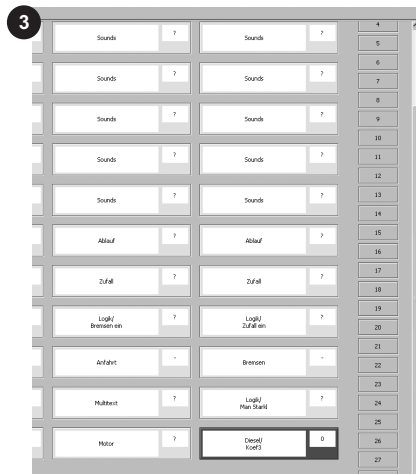 3
Sounds ? Sounds ?
Sounds ? Sounds ?
Sounds ? Sounds ?
Sounds ? Sounds ?
Sounds ? Sounds ?
Ablauf ? Ablauf ?
Zufall ? Zufall ?
Logik/ ? Logik/ ?
Bremsen ein Zufall ein
Anfahrt - Bremsen -
Multitext ? Logik/ ?
Man Starkl
Motor ? Diesel/ 0
Koef3
4
5
6
7
8
9
10
11
12
13
14
15
16
17
18
19
20
21
22
23
24
25
26
27